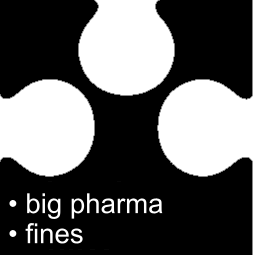 • big pharma
• fines